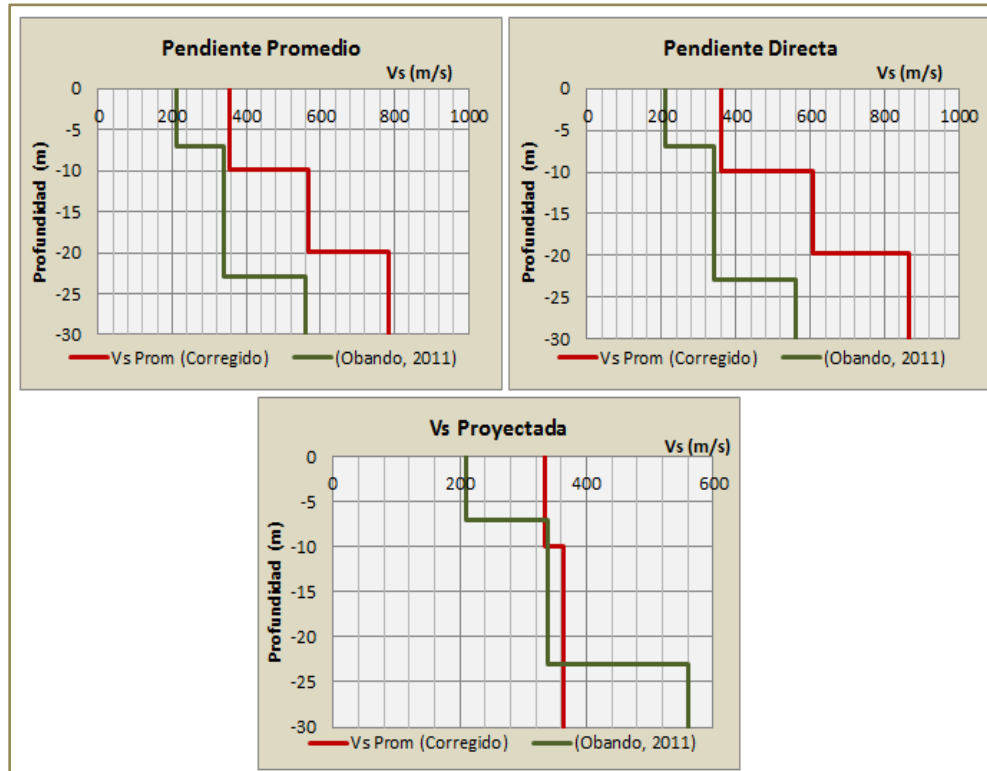 Pendiente Promedio
Vs (m/s)
0 200 400 600 800 1000
0
-5
-10
-15
-20
-25
-30
Profundidad (m)
Vs Prom (Corregido) (Obando, 2011)
Pendiente Directa
Vs (m/s)
0 200 400 600 800 1000
0
-5
-10
-15
-20
-25
-30
Profundidad (m)
Vs Prom (Corregido) (Obando, 2011)
Vs Proyectada
Vs (m/s)
0 200 400 600
0
-5
-10
-15
-20
-25
-30
Profundidad (m)
Vs Prom (Corregido) (Obando, 2011)